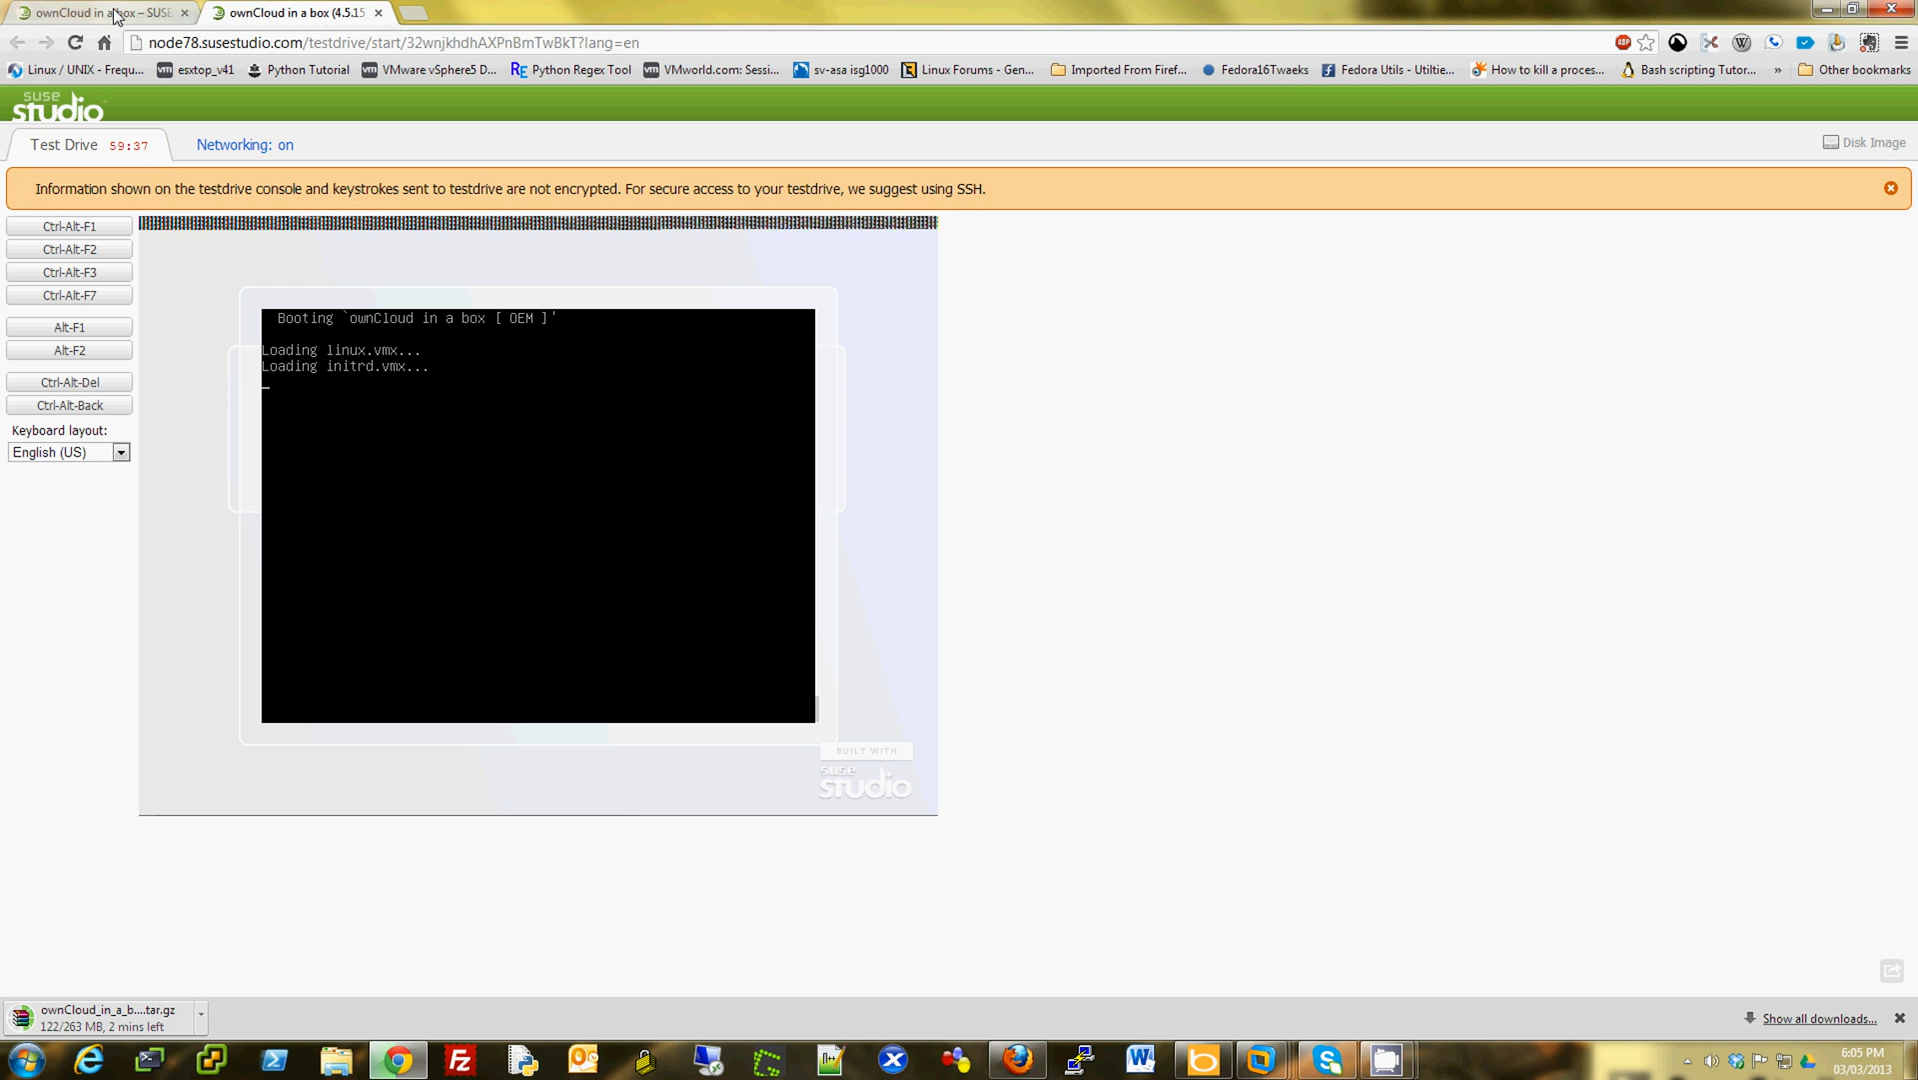 ownCloud in a box – SUSE
ownCloud in a box (4.5.15
node78.susestudio.com/testdrive/start/32wnjkhdhAXPnBmTwBkT?lang=en
Linux / UNIX - Frequ...
esxtop_v41
Python Tutorial
VMware vSphere5 D...
Python Regex Tool
VMworld.com: Sessi...
sv-asa isg1000
Linux Forums - Gen...
Imported From Firef...
Fedora16Tweaks
Fedora Utils - Utiltie...
How to kill a proces...
Bash scripting Tutor...
»
Other bookmarks
suse
studio
Test Drive 59:37
Networking: on
Disk Image
Information shown on the testdrive console and keystrokes sent to testdrive are not encrypted. For secure access to your testdrive, we suggest using SSH.
Ctrl-Alt-F1
Ctrl-Alt-F2
Ctrl-Alt-F3
Ctrl-Alt-F7
Alt-F1
Alt-F2
Ctrl-Alt-Del
Ctrl-Alt-Back
Keyboard layout:
English (US)
Booting `ownCloud in a box [ OEM ]'
Loading linux.vmx...
Loading initrd.vmx...
BUILT WITH
suse
studio
ownCloud_in_a_b....tar.gz
122/263 MB, 2 mins left
Show all downloads...
6:05 PM
03/03/2013